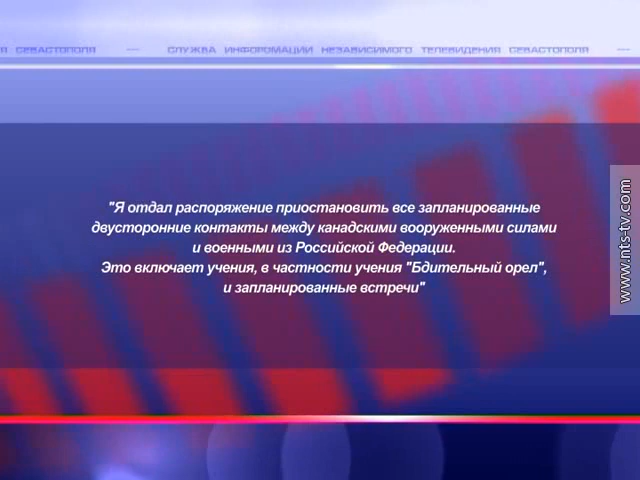 Я СЕВАСТОПОЛЯ — СЛУЖБА ИНФОРОМАЦИИ НЕЗАВИСИМОГО ТЕЛЕВИДЕНИЯ СЕВАСТОПОЛЯ —
"Я отдал распоряжение приостановить все запланированные
двусторонние контакты между канадскими вооруженными силами
и военными из Российской Федерации.
Это включает учения, в частности учения "Бдительный орел",
и запланированные встречи"
www.nts-tv.com